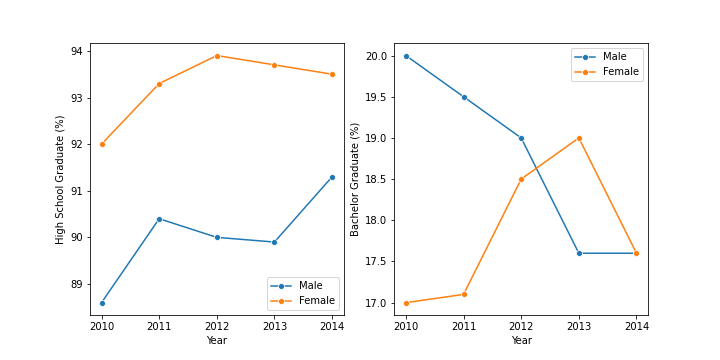 94
93
92
91
90
89
High School Graduate (%)
2010 2011 2012 2013 2014
Year
Male
Female
20.0
19.5
19.0
18.5
18.0
17.5
17.0
Bachelor Graduate (%)
2010 2011 2012 2013 2014
Year
Male
Female